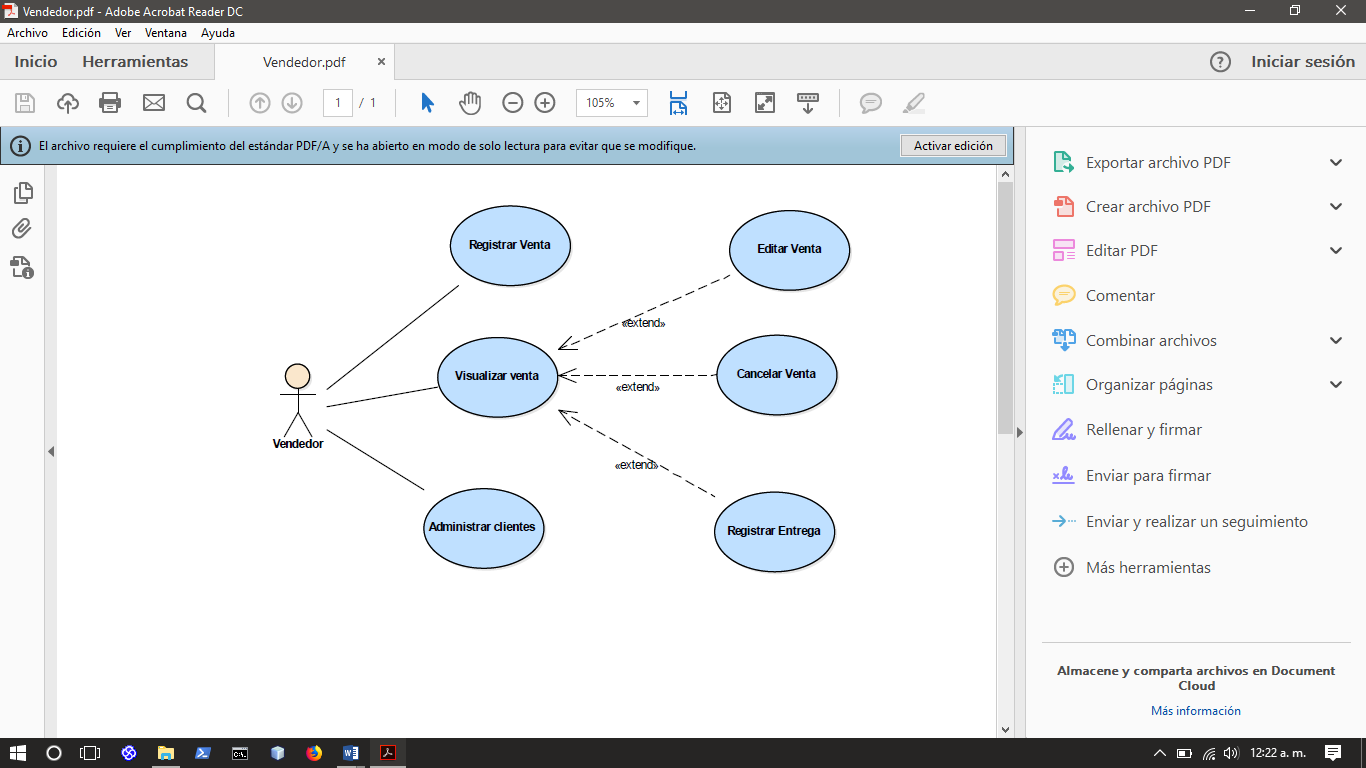 Vendedor.pdf - Adobe Acrobat Reader DC
Archivo Edición Ver Ventana Ayuda
Inicio Herramientas Vendedor.pdf × Iniciar sesión
1 / 1 105%
El archivo requiere el cumplimiento del estándar PDF/A y se ha abierto en modo de solo lectura para evitar que se modifique. Activar edición
Registrar Venta
Editar Venta
«extend»
Visualizar venta
Cancelar Venta
«extend»
Vendedor
«extend»
Administrar clientes
Registrar Entrega
Exportar archivo PDF
Crear archivo PDF
Editar PDF
Comentar
Combinar archivos
Organizar páginas
Rellenar y firmar
Enviar para firmar
Enviar y realizar un seguimiento
Más herramientas
Almacene y comparta archivos en Document
Cloud
Más información
12:22 a. m.